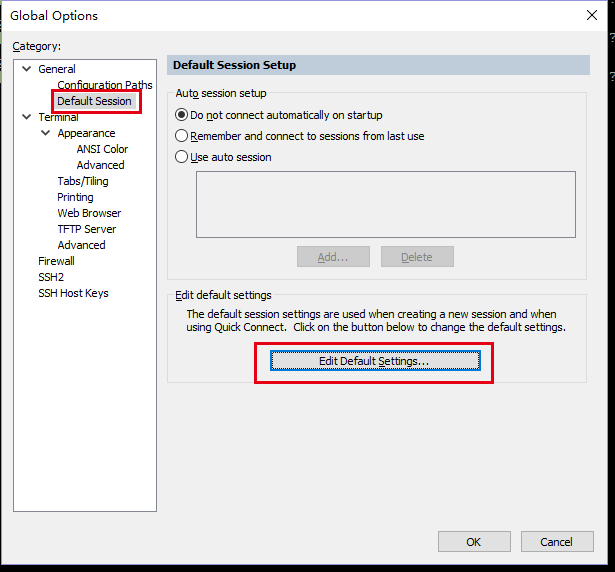 Global Options
Category:
General
Configuration Paths
Default Session
Terminal
Appearance
ANSI Color
Advanced
Tabs/Tiling
Printing
Web Browser
TFTP Server
Advanced
Firewall
SSH2
SSH Host Keys
Default Session Setup
Auto session setup
Do not connect automatically on startup
Remember and connect to sessions from last use
Use auto session
Add...
Delete
Edit default settings
The default session settings are used when creating a new session and when
using Quick Connect. Click on the button below to change the default settings.
Edit Default Settings...
OK
Cancel
?
?